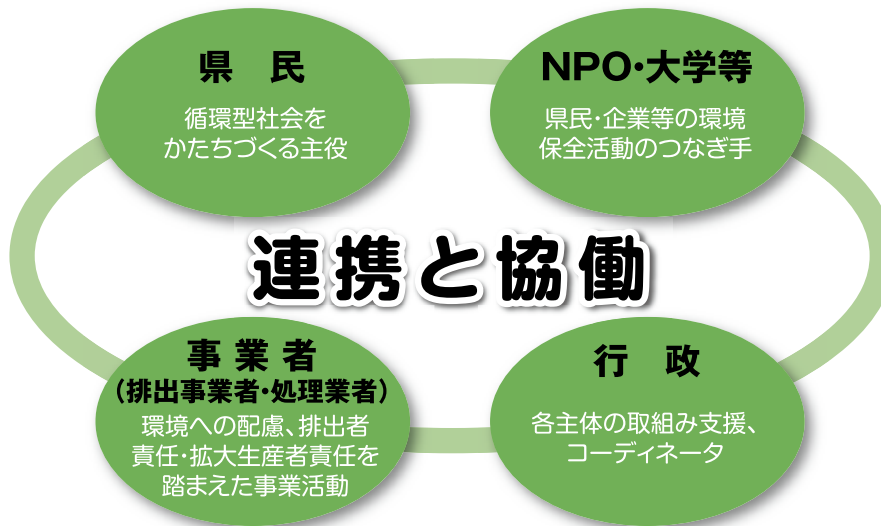 県 民
循環型社会を
かたちづくる主役
NPO・大学等
県民・企業等の環境
保全活動のつなぎ手
連携と協働
事業者
(排出事業者・処理業者)
環境への配慮、排出者
責任・拡大生産者責任を
踏まえた事業活動
行 政
各主体の取組み支援、
コーディネータ